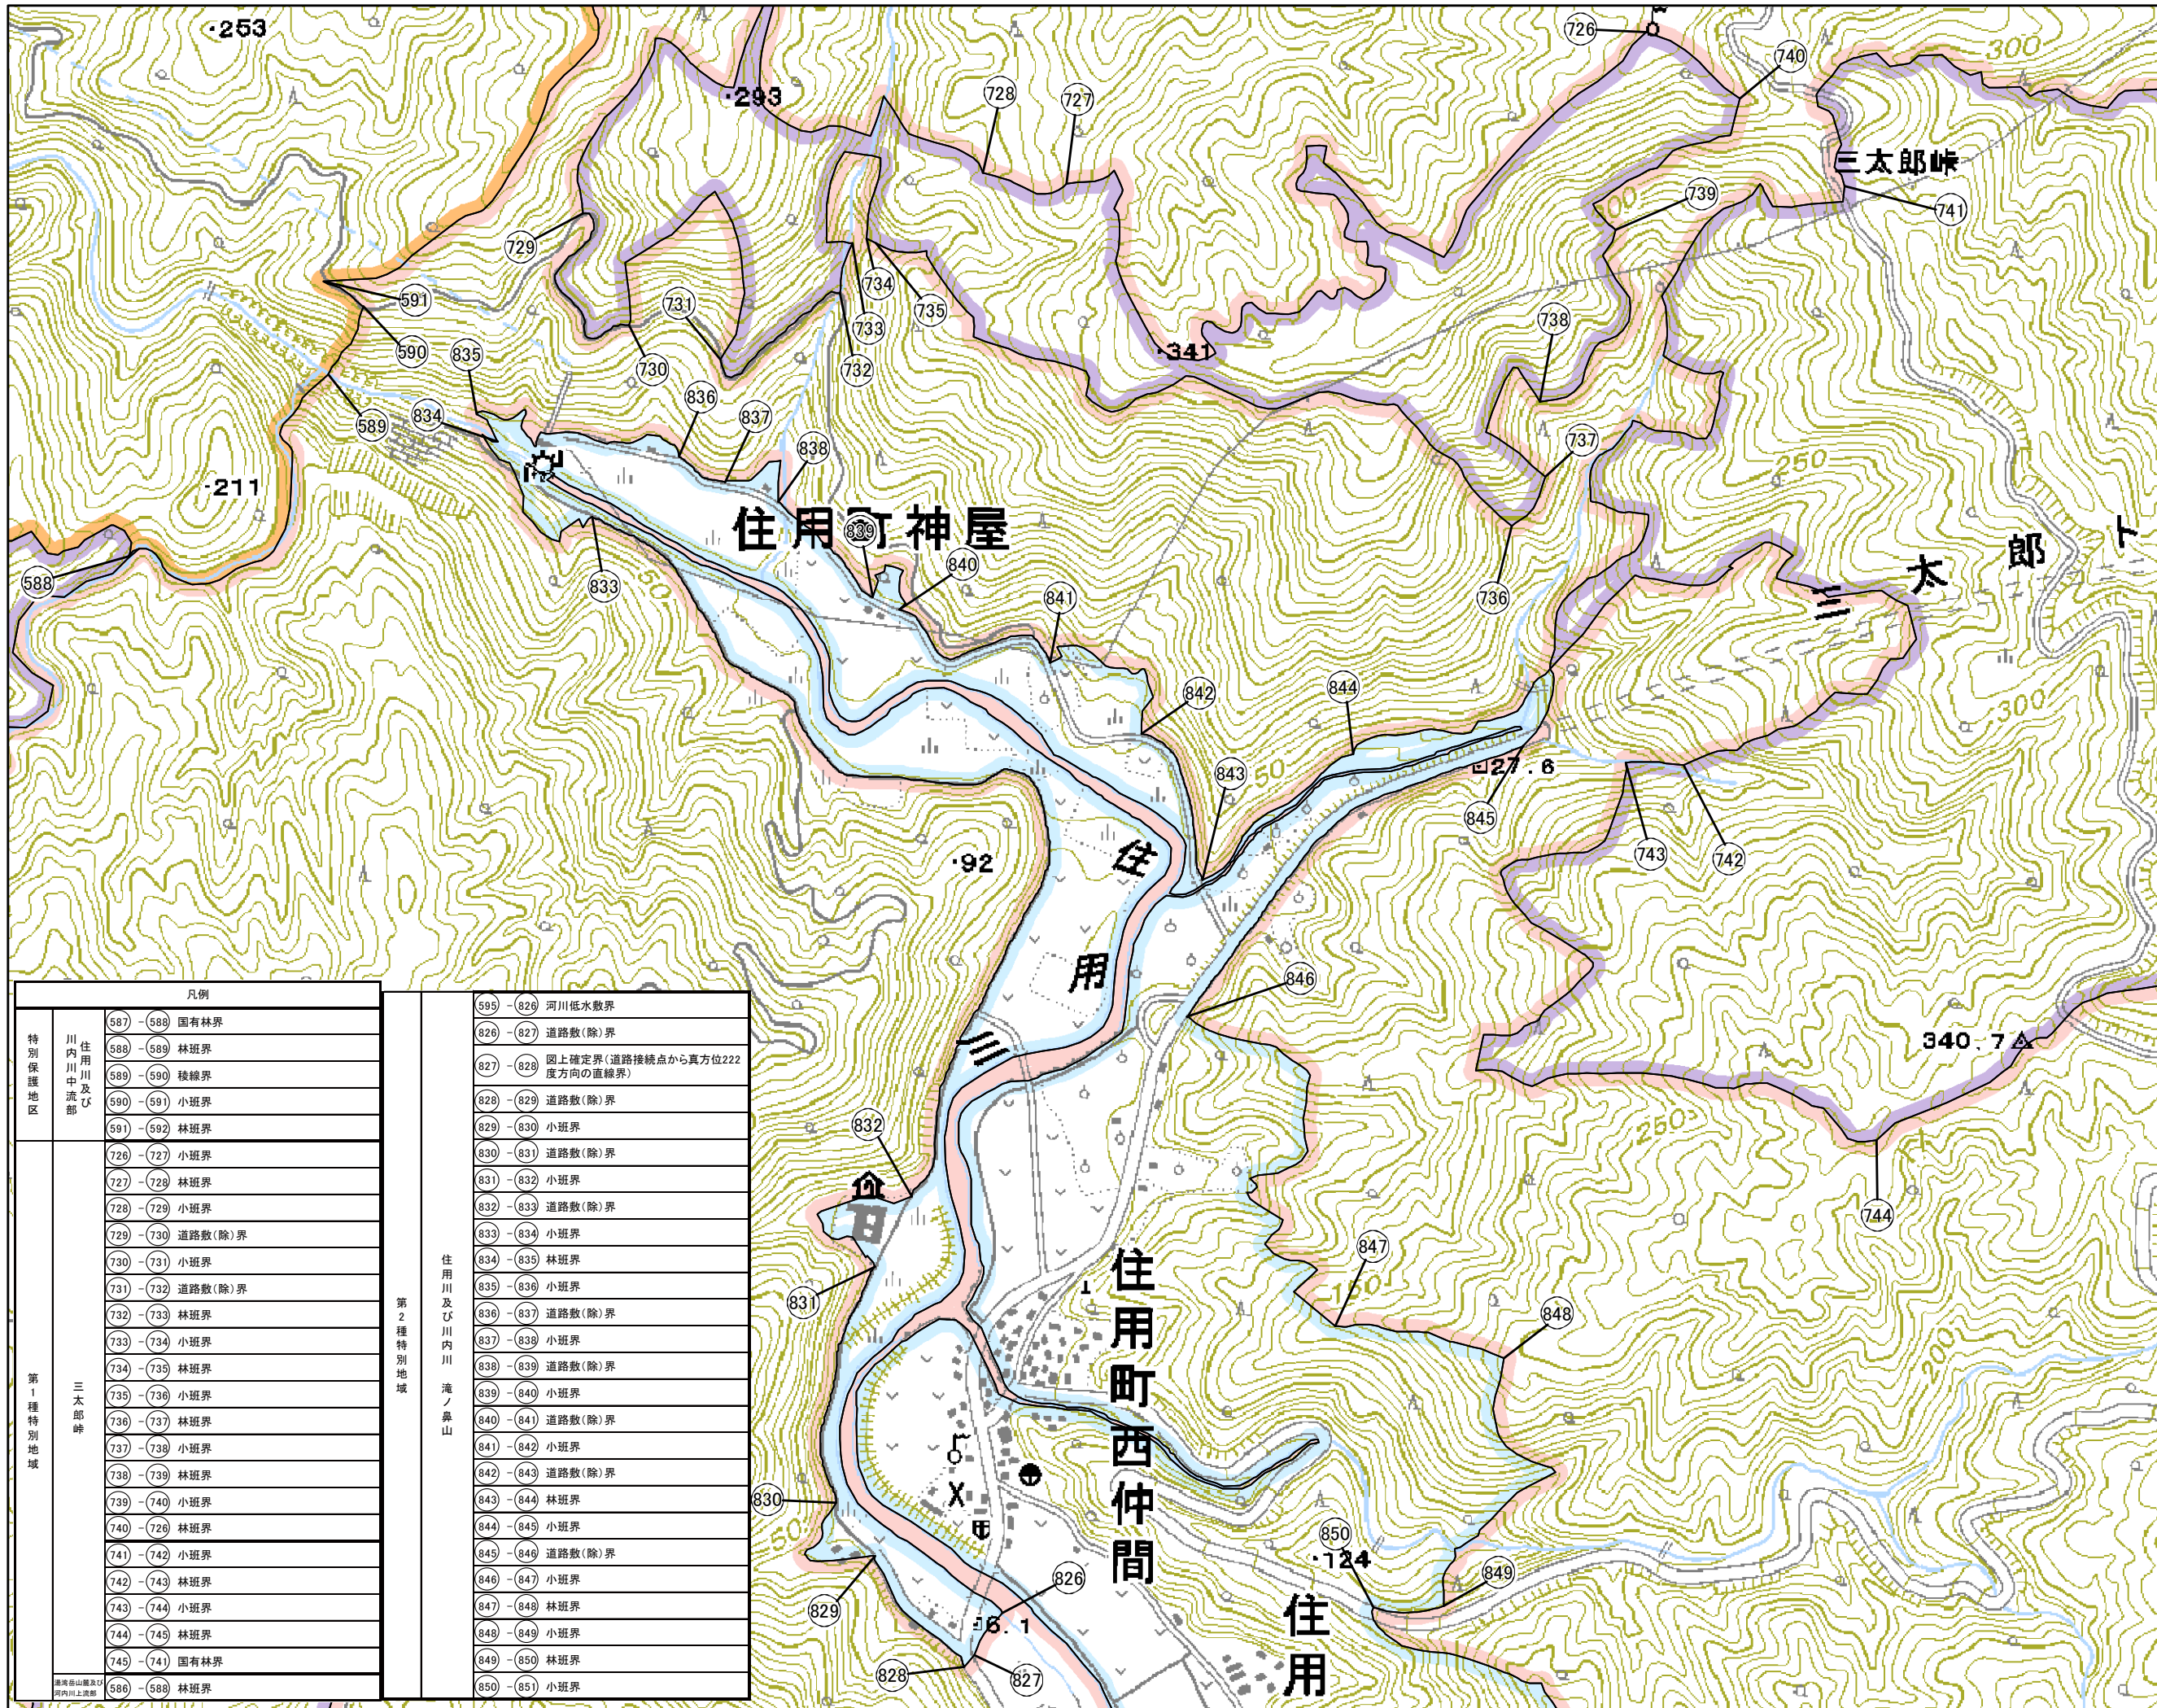 ・253
・293
728
727
726
740
300
三太郎峠
741
739
729
591
590
589
731
730
734
733
732
735
・341
738
737
736
835
834
836
837
838
・211
住用町神屋
839
840
841
842
843
844
845
27.6
250
三太郎ト
300
588
833
50
50
743
742
・92
住用川
846
340.7
250
744
832
831
830
50
829
828
827
826
6.1
847
150
848
200
850
・124
849
住用町西仲間
住用
凡例
特別保護地区
住用川及び川内川中流部
587 - 588 国有林界
588 - 589 林班界
589 - 590 稜線界
590 - 591 小班界
591 - 592 林班界
第1種特別地域
三太郎峠
726 - 727 小班界
727 - 728 林班界
728 - 729 小班界
729 - 730 道路敷(除)界
730 - 731 小班界
731 - 732 道路敷(除)界
732 - 733 林班界
733 - 734 小班界
734 - 735 林班界
735 - 736 小班界
736 - 737 林班界
737 - 738 小班界
738 - 739 林班界
739 - 740 小班界
740 - 726 林班界
741 - 742 小班界
742 - 743 林班界
743 - 744 小班界
744 - 745 林班界
745 - 741 国有林界
湯湾岳山麓及び河内川上流部
586 - 588 林班界
第2種特別地域
住用川及び川内川 滝ノ鼻山
595 - 826 河川低水敷界
826 - 827 道路敷(除)界
827 - 828 図上確定界(道路接続点から真方位222
度方向の直線界)
828 - 829 道路敷(除)界
829 - 830 小班界
830 - 831 道路敷(除)界
831 - 832 小班界
832 - 833 道路敷(除)界
833 - 834 小班界
834 - 835 林班界
835 - 836 小班界
836 - 837 道路敷(除)界
837 - 838 小班界
838 - 839 道路敷(除)界
839 - 840 小班界
840 - 841 道路敷(除)界
841 - 842 小班界
842 - 843 道路敷(除)界
843 - 844 林班界
844 - 845 小班界
845 - 846 道路敷(除)界
846 - 847 小班界
847 - 848 林班界
848 - 849 小班界
849 - 850 林班界
850 - 851 小班界